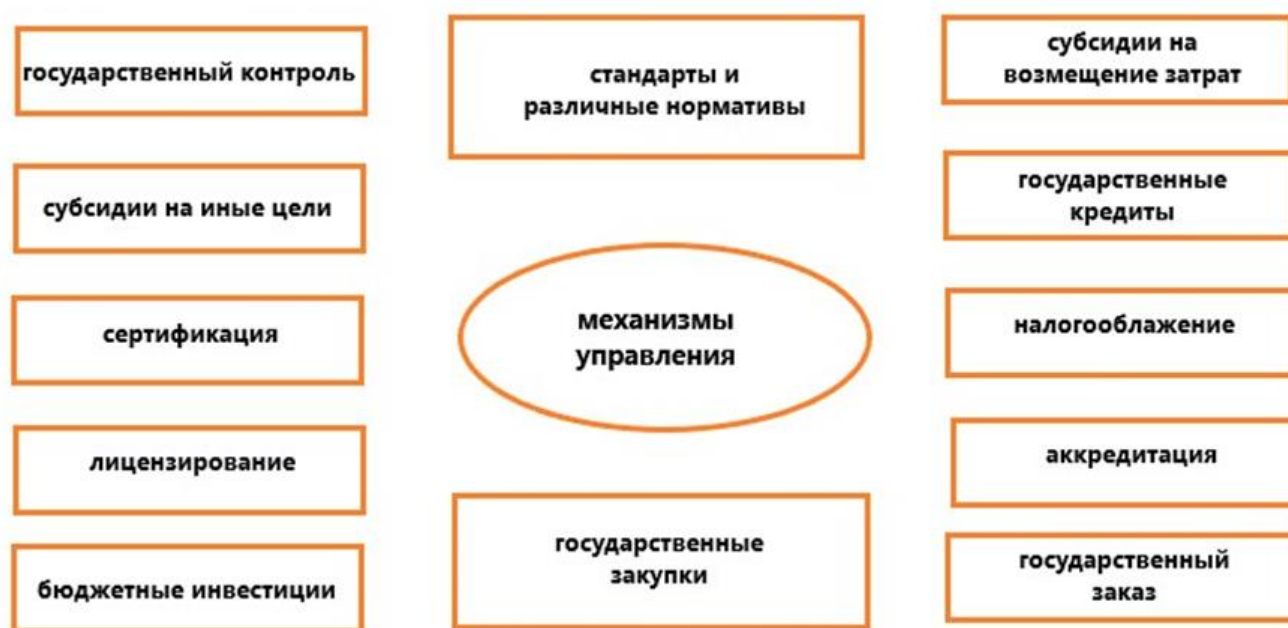 государственный контроль
субсидии на иные цели
сертификация
лицензирование
бюджетные инвестиции
стандарты и
различные нормативы
механизмы
управления
государственные
закупки
субсидии на
возмещение затрат
государственные
кредиты
налогооблажение
аккредитация
государственный
заказ